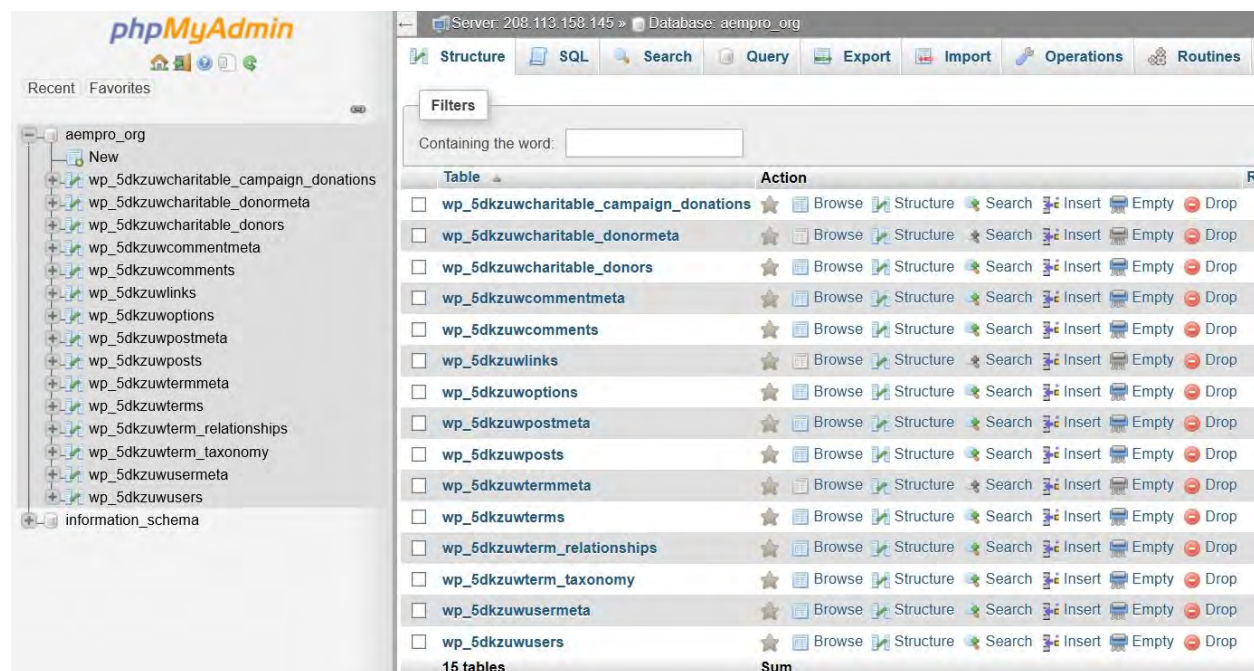 phpMyAdmin
Recent Favorites
aempro_org
New
wp_5dkzuwcharitable_campaign_donations
wp_5dkzuwcharitable_donormeta
wp_5dkzuwcharitable_donors
wp_5dkzuwcommentmeta
wp_5dkzuwcomments
wp_5dkzuwlinks
wp_5dkzuwoptions
wp_5dkzuwpostmeta
wp_5dkzuwposts
wp_5dkzuwtermmeta
wp_5dkzuwterms
wp_5dkzuwterm_relationships
wp_5dkzuwterm_taxonomy
wp_5dkzuwusermeta
wp_5dkzuwusers
information_schema
Server: 208.113.158.145 » Database: aempro_org
Structure SQL Search Query Export Import Operations Routines
Filters
Containing the word:
Table Action R
wp_5dkzuwcharitable_campaign_donations Browse Structure Search Insert Empty Drop
wp_5dkzuwcharitable_donormeta Browse Structure Search Insert Empty Drop
wp_5dkzuwcharitable_donors Browse Structure Search Insert Empty Drop
wp_5dkzuwcommentmeta Browse Structure Search Insert Empty Drop
wp_5dkzuwcomments Browse Structure Search Insert Empty Drop
wp_5dkzuwlinks Browse Structure Search Insert Empty Drop
wp_5dkzuwoptions Browse Structure Search Insert Empty Drop
wp_5dkzuwpostmeta Browse Structure Search Insert Empty Drop
wp_5dkzuwposts Browse Structure Search Insert Empty Drop
wp_5dkzuwtermmeta Browse Structure Search Insert Empty Drop
wp_5dkzuwterms Browse Structure Search Insert Empty Drop
wp_5dkzuwterm_relationships Browse Structure Search Insert Empty Drop
wp_5dkzuwterm_taxonomy Browse Structure Search Insert Empty Drop
wp_5dkzuwusermeta Browse Structure Search Insert Empty Drop
wp_5dkzuwusers Browse Structure Search Insert Empty Drop
15 tables Sum